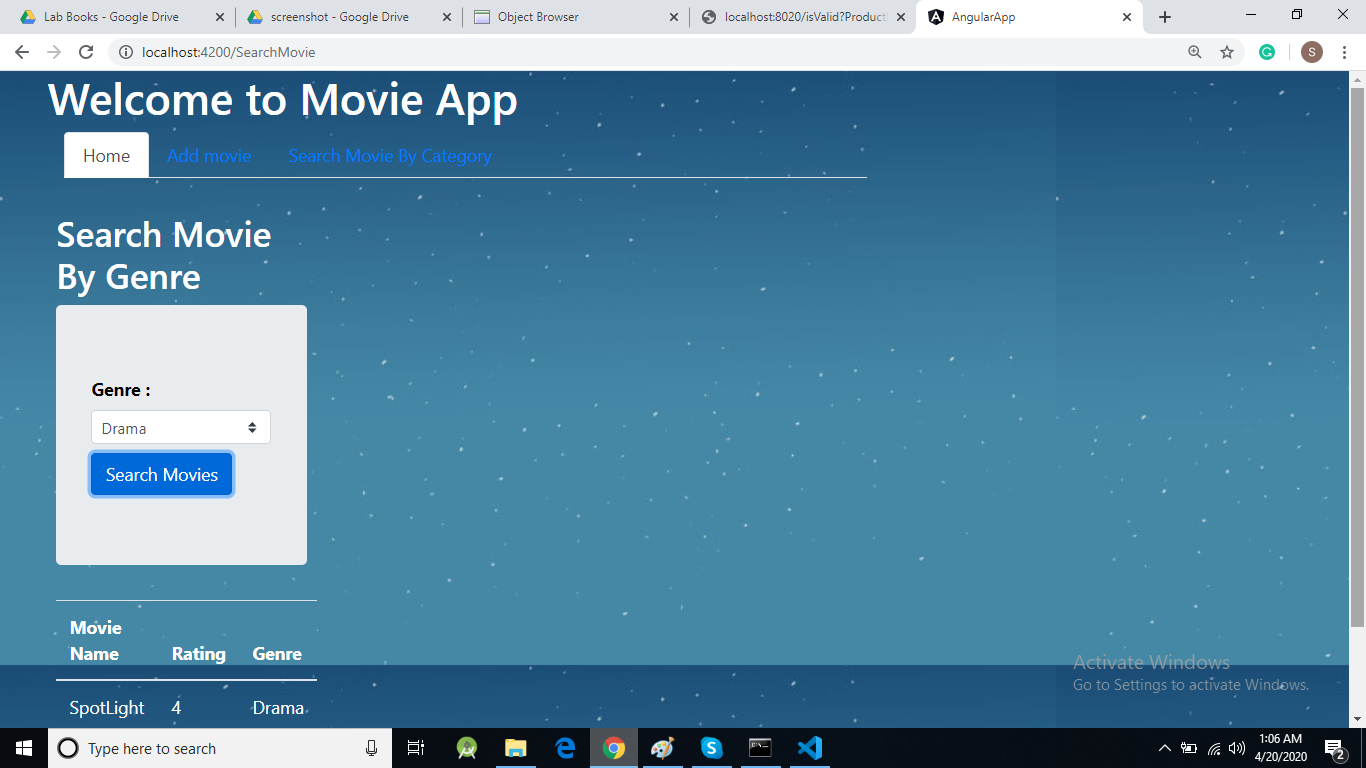 Lab Books - Google Drive
screenshot - Google Drive
Object Browser
localhost:8020/isValid?Product
AngularApp
localhost:4200/SearchMovie
S
Welcome to Movie App
Home Add movie Search Movie By Category
Search Movie
By Genre
Genre :
Drama
Search Movies
Movie
Name Rating Genre
SpotLight 4 Drama
Activate Windows
Go to Settings to activate Windows.
Type here to search
1:06 AM
4/20/2020
2